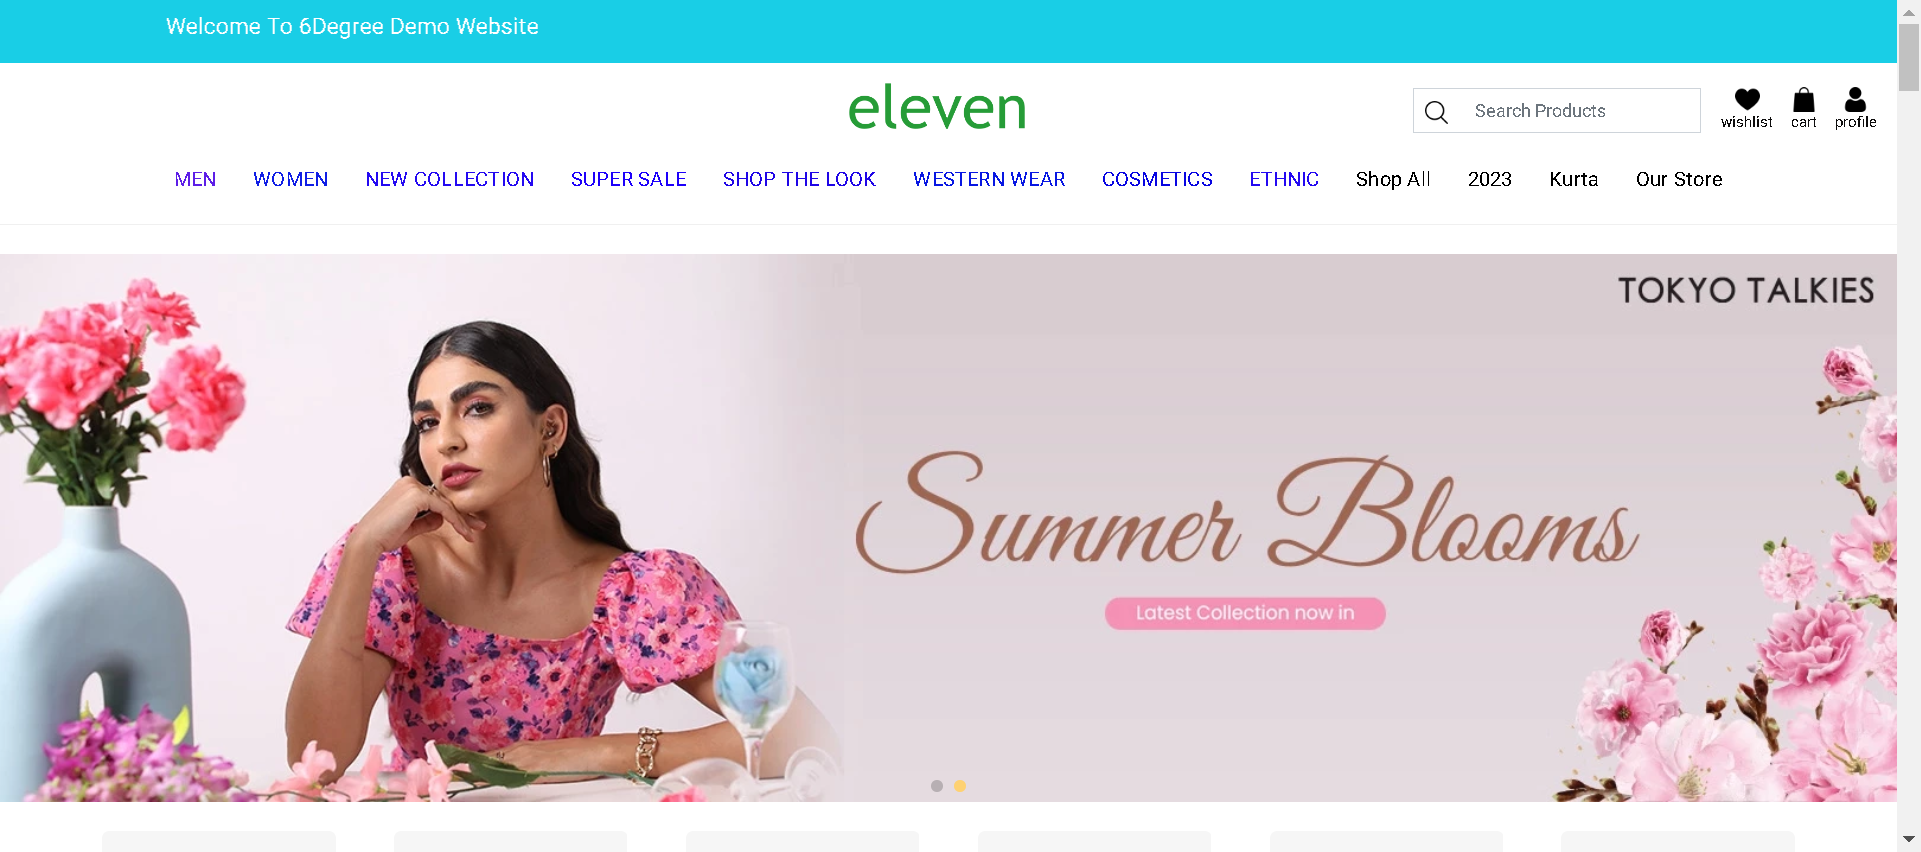 Welcome To 6Degree Demo Website
eleven
Search Products
wishlist cart profile
MEN WOMEN NEW COLLECTION SUPER SALE SHOP THE LOOK WESTERN WEAR COSMETICS ETHNIC Shop All 2023 Kurta Our Store
TOKYO TALKIES
Summer Blooms
Latest Collection now in